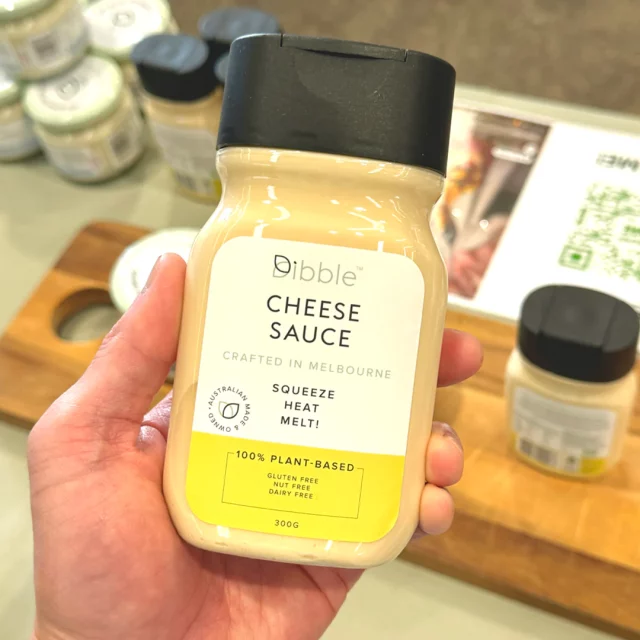 Dibble™
CHEESE
SAUCE
CRAFTED IN MELBOURNE
SQUEEZE
HEAT
MELT!
AUSTRALIAN MADE & OWNED
100% PLANT-BASED
GLUTEN FREE
NUT FREE
DAIRY FREE
300G